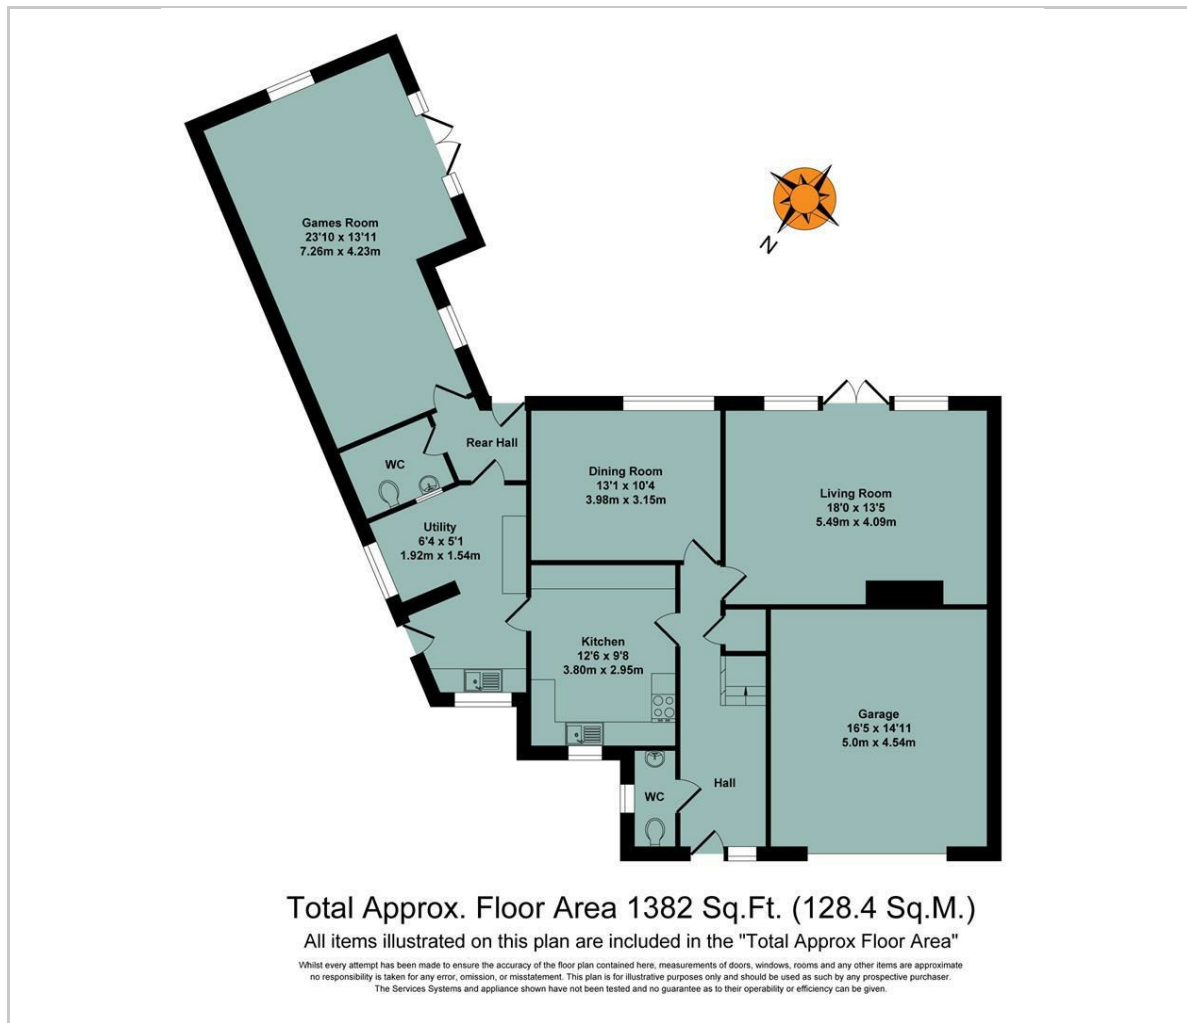 Games Room
23'10 x 13'11
7.26m x 4.23m
N
Rear Hall
WC
Dining Room
13'1 x 10'4
3.98m x 3.15m
Living Room
18'0 x 13'5
5.49m x 4.09m
Utility
6'4 x 5'1
1.92m x 1.54m
Kitchen
12'6 x 9'8
3.80m x 2.95m
Garage
16'5 x 14'11
5.0m x 4.54m
Hall
WC
Total Approx. Floor Area 1382 Sq.Ft. (128.4 Sq.M.)
All items illustrated on this plan are included in the "Total Approx Floor Area"
Whilst every attempt has been made to ensure the accuracy of the floor plan contained here, measurements of doors, windows, rooms and any other items are approximate
no responsibility is taken for any error, omission, or misstatement. This plan is for illustrative purposes only and should be used as such by any prospective purchaser.
The Services Systems and appliance shown have not been tested and no guarantee as to their operability or efficiency can be given.